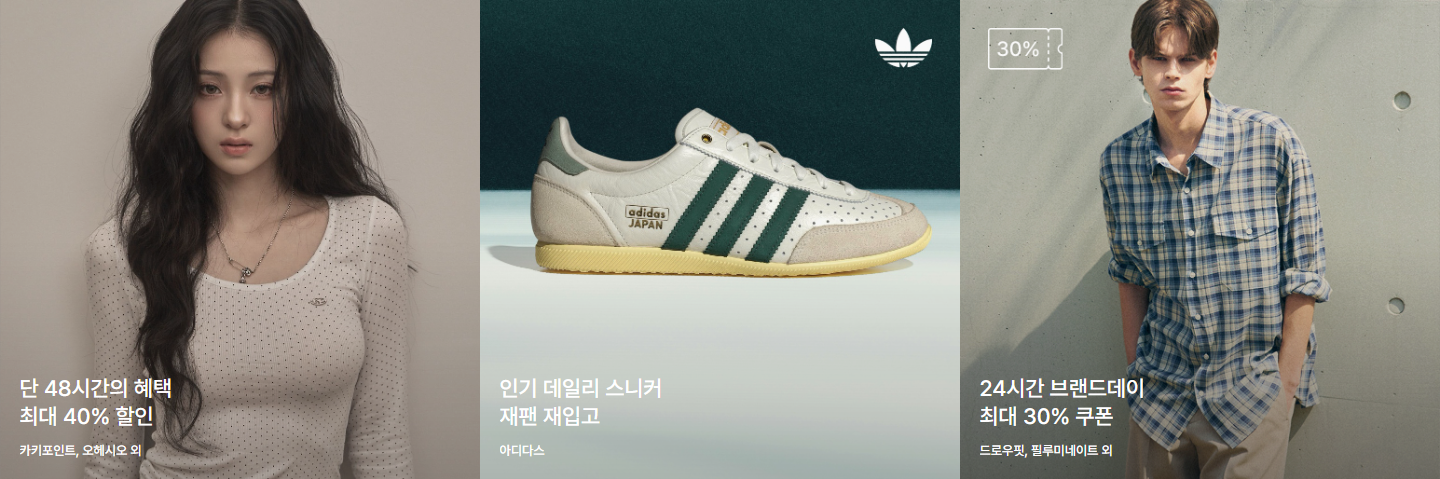 단 48시간의 혜택
최대 40% 할인
카키포인트, 오헤시오 외
adidas
JAPAN
인기 데일리 스니커
재팬 재입고
아디다스
30%
24시간 브랜드데이
최대 30% 쿠폰
드로우핏, 필루미네이트 외